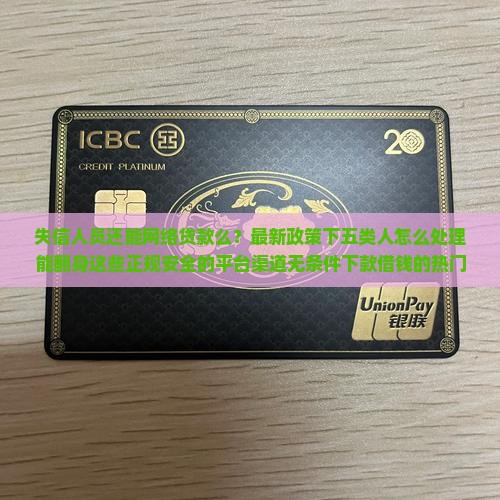 ICBC
20
CREDIT PLATINUM
失信人员还能网络贷款么？最新政策下五类人怎么处理
能翻身这些正规安全的平台渠道无条件下款借钱的热门
UnionPay
银联